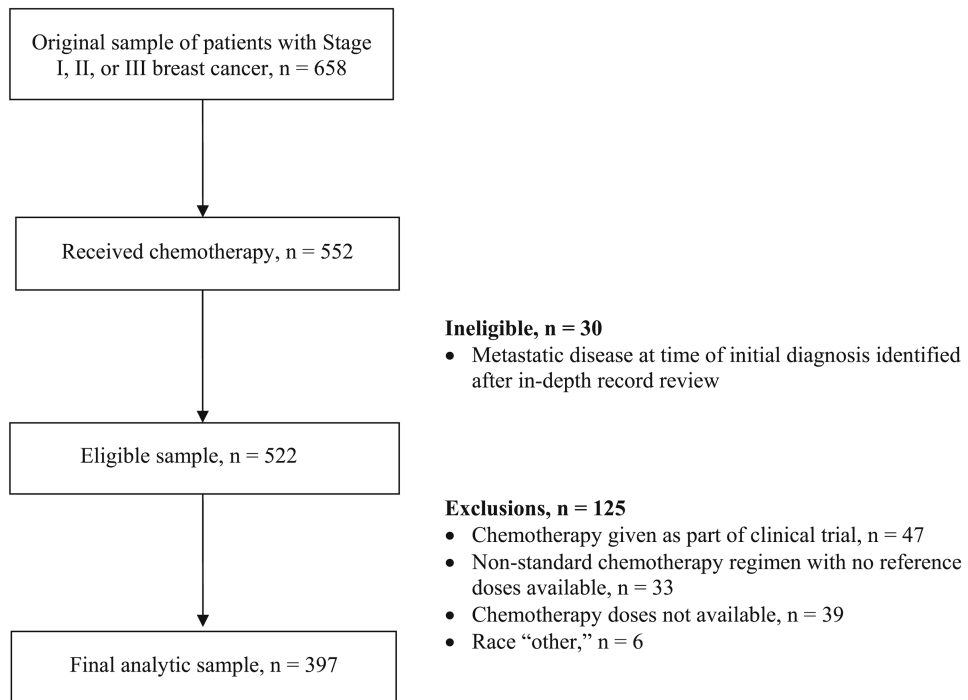 Original sample of patients with Stage
I, II, or III breast cancer, n = 658
Received chemotherapy, n = 552
Ineligible, n = 30
• Metastatic disease at time of initial diagnosis identified
after in-depth record review
Eligible sample, n = 522
Exclusions, n = 125
• Chemotherapy given as part of clinical trial, n = 47
• Non-standard chemotherapy regimen with no reference
doses available, n = 33
• Chemotherapy doses not available, n = 39
• Race “other,” n = 6
Final analytic sample, n = 397